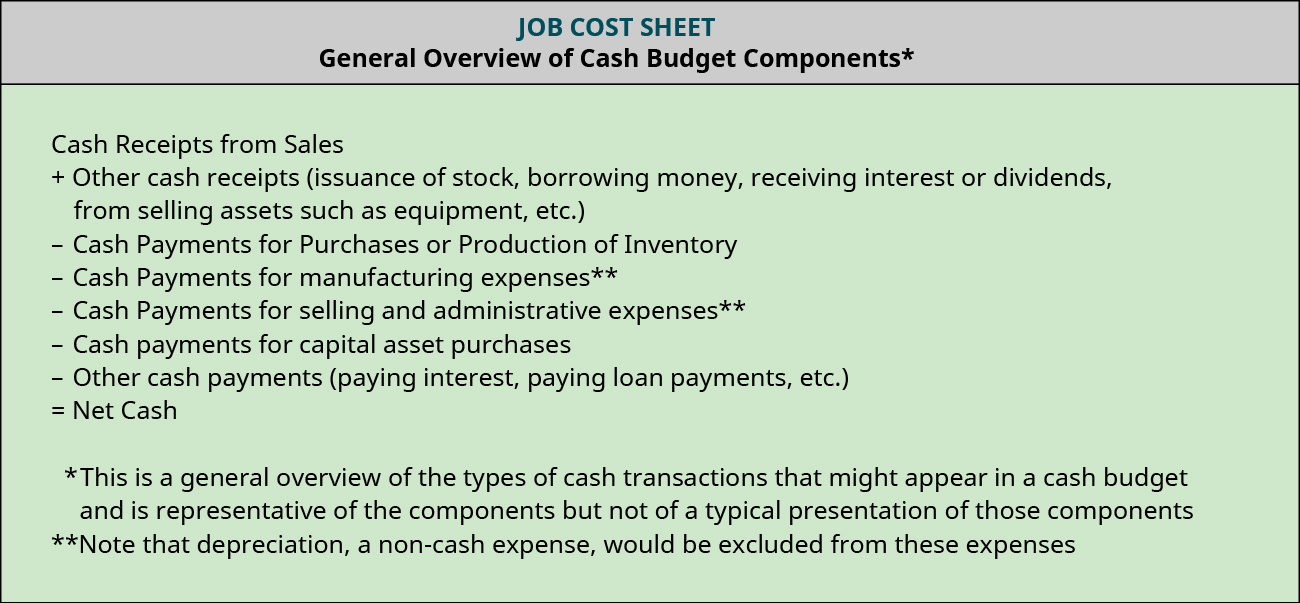 JOB COST SHEET
General Overview of Cash Budget Components*
Cash Receipts from Sales
+ Other cash receipts (issuance of stock, borrowing money, receiving interest or dividends,
from selling assets such as equipment, etc.)
– Cash Payments for Purchases or Production of Inventory
– Cash Payments for manufacturing expenses**
– Cash Payments for selling and administrative expenses**
– Cash payments for capital asset purchases
– Other cash payments (paying interest, paying loan payments, etc.)
= Net Cash
*This is a general overview of the types of cash transactions that might appear in a cash budget
and is representative of the components but not of a typical presentation of those components
**Note that depreciation, a non-cash expense, would be excluded from these expenses